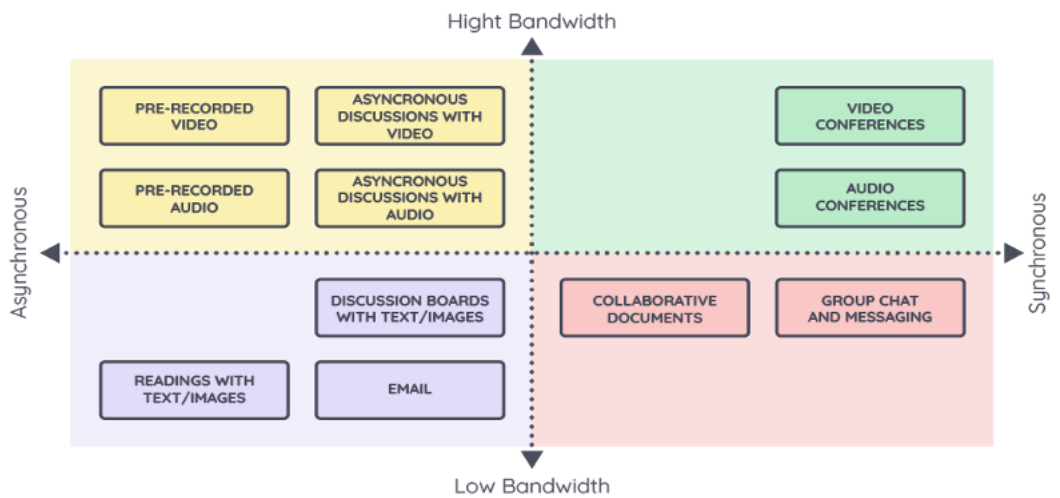 Hight Bandwidth
PRE-RECORDED
VIDEO
ASYNCRONOUS
DISCUSSIONS WITH
VIDEO
VIDEO
CONFERENCES
PRE-RECORDED
AUDIO
ASYNCRONOUS
DISCUSSIONS WITH
AUDIO
AUDIO
CONFERENCES
Asynchronous
Synchronous
DISCUSSION BOARDS
WITH TEXT/IMAGES
COLLABORATIVE
DOCUMENTS
GROUP CHAT
AND MESSAGING
READINGS WITH
TEXT/IMAGES
EMAIL
Low Bandwidth